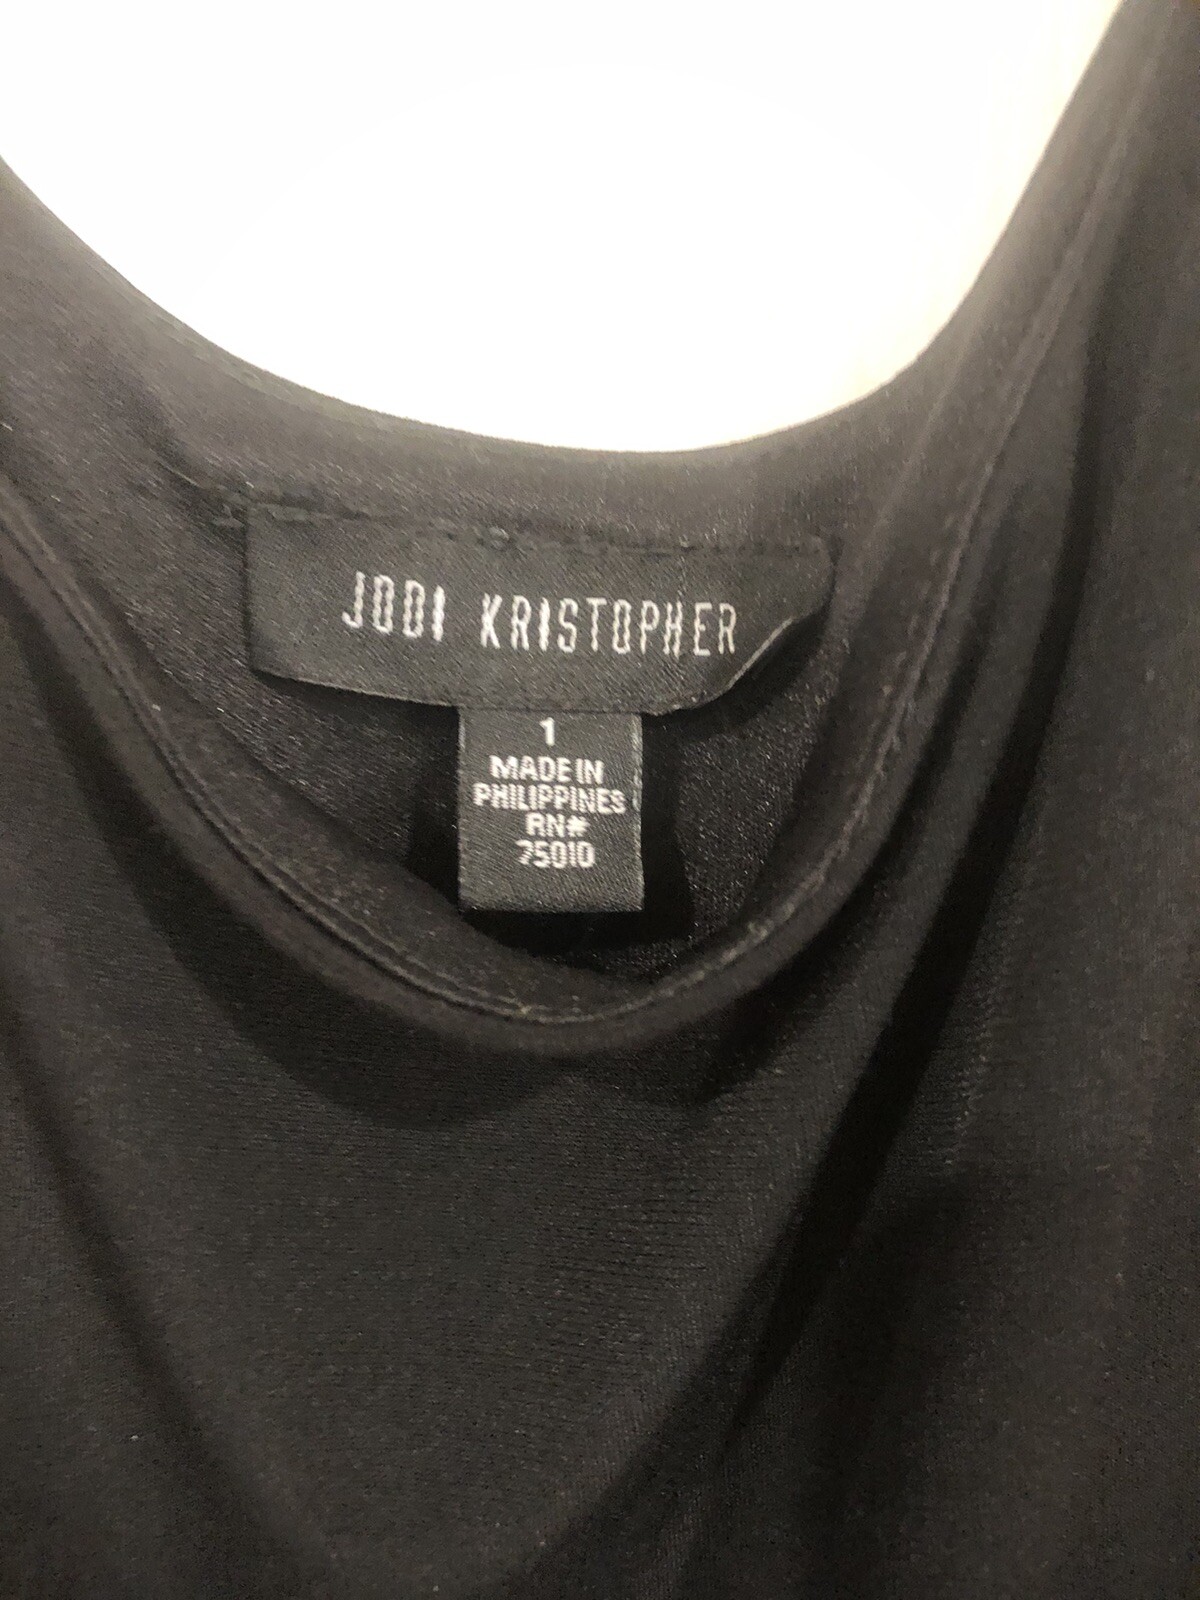 JODI KRISTOPHER
1
MADE IN
PHILIPPINES
RN#
75010